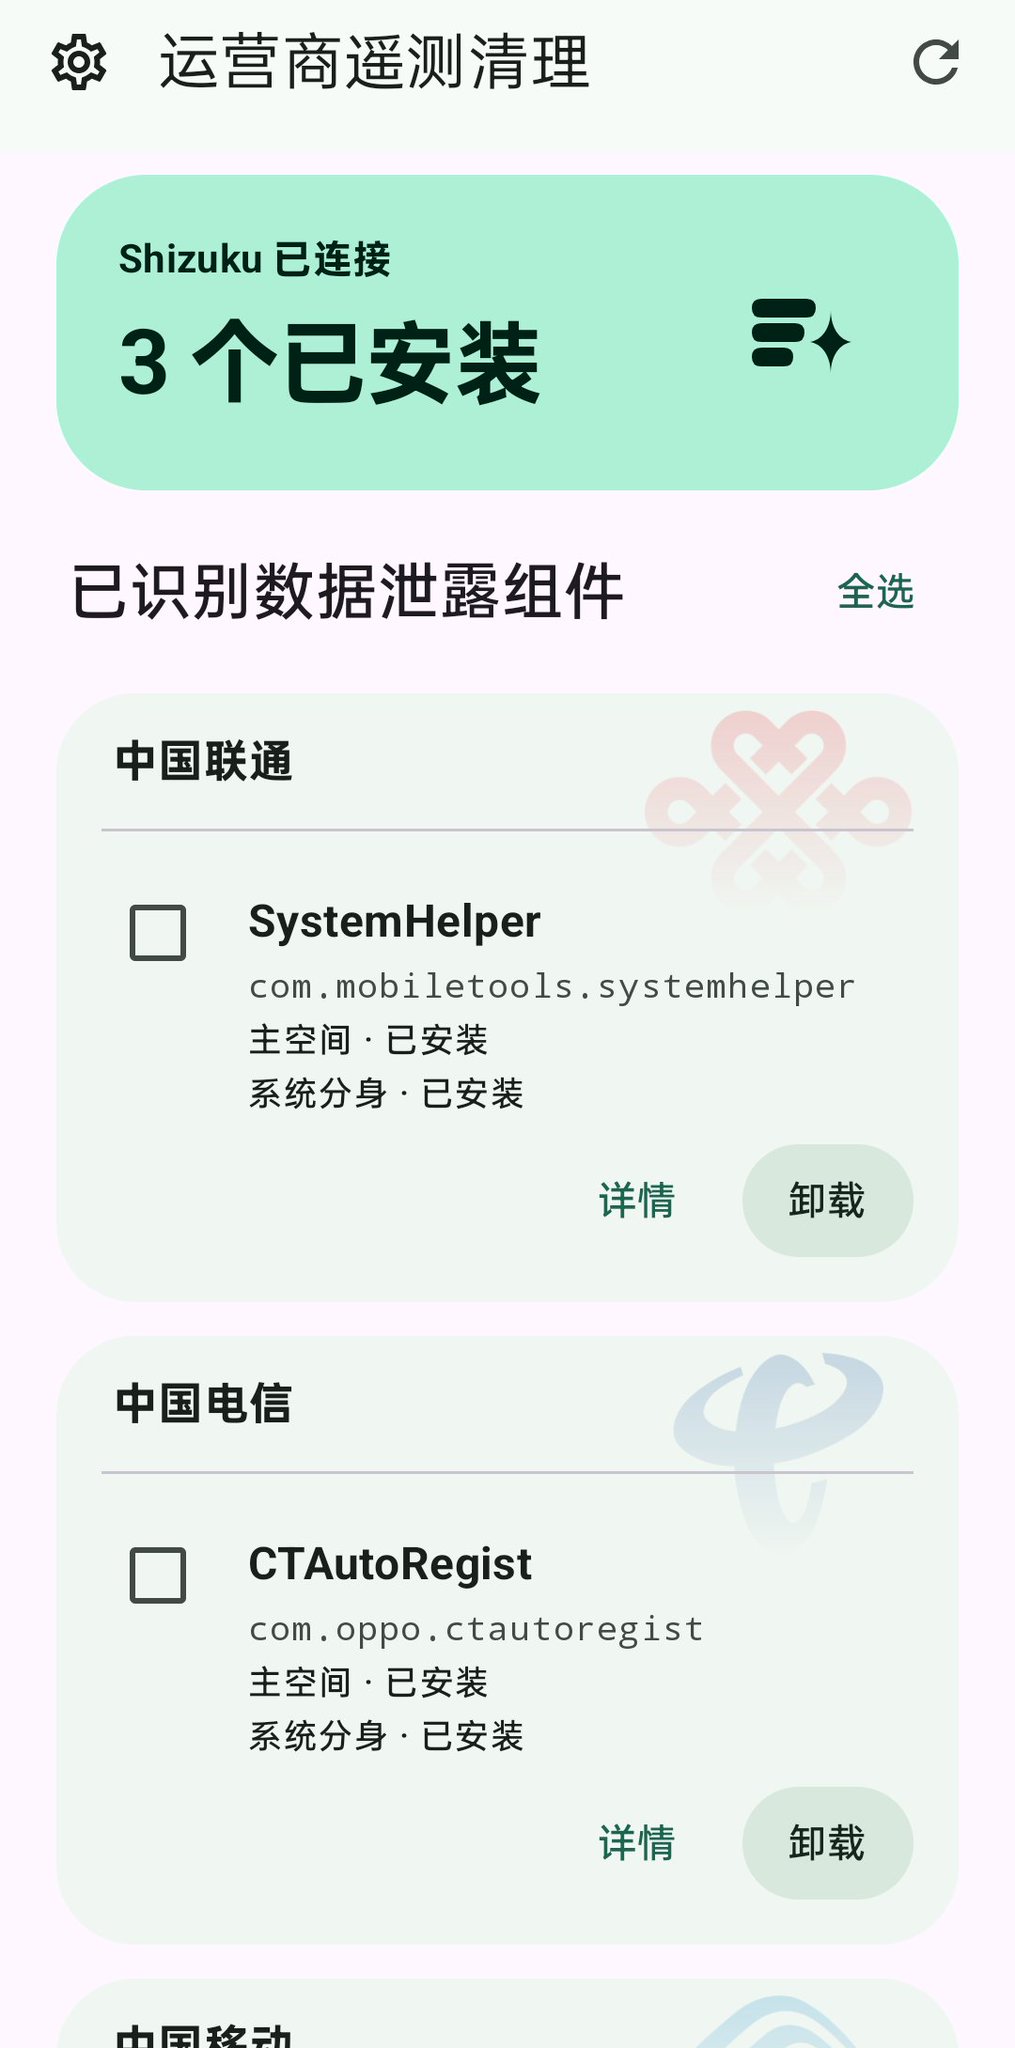 运营商遥测清理
Shizuku 已连接
3 个已安装
已识别数据泄露组件
全选
中国联通
SystemHelper
com.mobiletools.systemhelper
主空间 · 已安装
系统分身 · 已安装
详情
卸载
中国电信
CTAutoRegist
com.oppo.ctautoregist
主空间 · 已安装
系统分身 · 已安装
详情
卸载
中国移动